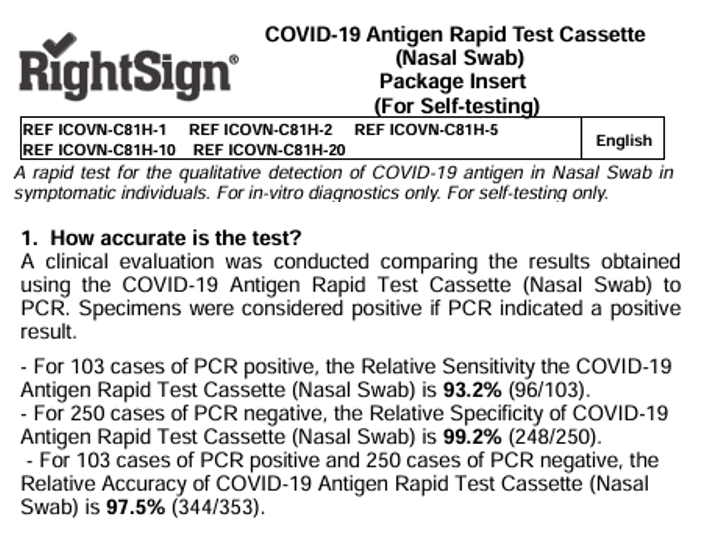 RightSign®
COVID-19 Antigen Rapid Test Cassette
(Nasal Swab)
Package Insert
(For Self-testing)
REF ICOVN-C81H-1 REF ICOVN-C81H-2 REF ICOVN-C81H-5
REF ICOVN-C81H-10 REF ICOVN-C81H-20
English
A rapid test for the qualitative detection of COVID-19 antigen in Nasal Swab in
symptomatic individuals. For in-vitro diagnostics only. For self-testing only.
1. How accurate is the test?
A clinical evaluation was conducted comparing the results obtained
using the COVID-19 Antigen Rapid Test Cassette (Nasal Swab) to
PCR. Specimens were considered positive if PCR indicated a positive
result.
- For 103 cases of PCR positive, the Relative Sensitivity the COVID-19
Antigen Rapid Test Cassette (Nasal Swab) is 93.2% (96/103).
- For 250 cases of PCR negative, the Relative Specificity of COVID-19
Antigen Rapid Test Cassette (Nasal Swab) is 99.2% (248/250).
- For 103 cases of PCR positive and 250 cases of PCR negative, the
Relative Accuracy of COVID-19 Antigen Rapid Test Cassette (Nasal
Swab) is 97.5% (344/353).